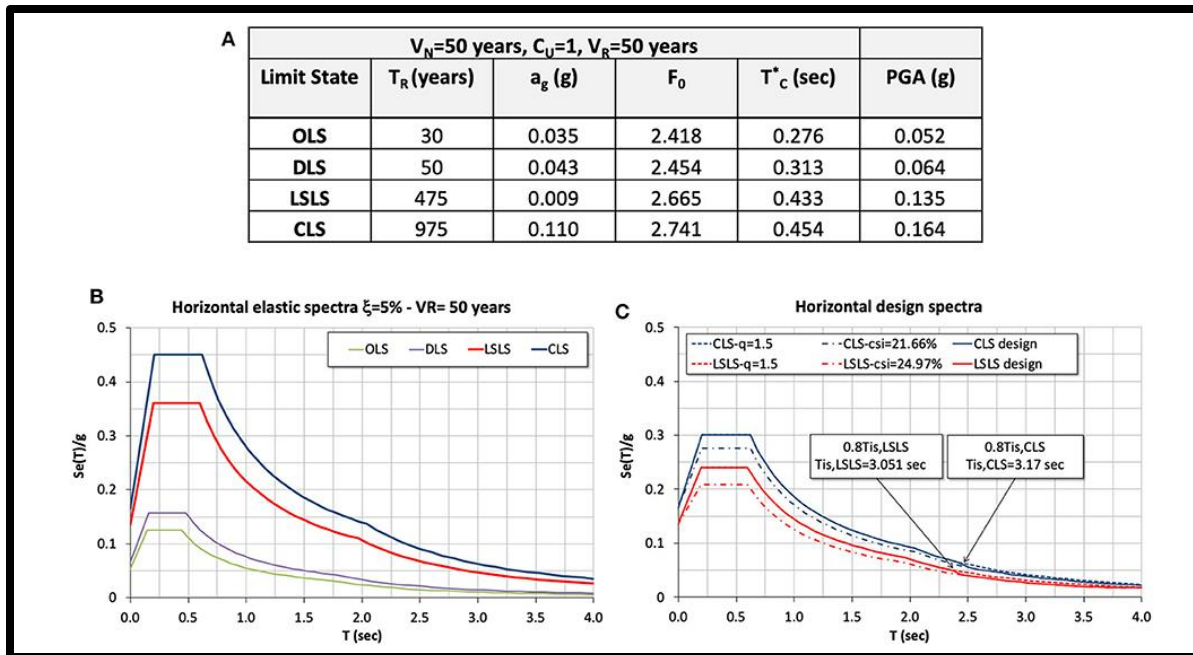 A
V_N=50 years, C_U=1, V_R=50 years
Limit State T_R (years) a_g (g) F_0 T*_C (sec) PGA (g)
OLS 30 0.035 2.418 0.276 0.052
DLS 50 0.043 2.454 0.313 0.064
LSLS 475 0.009 2.665 0.433 0.135
CLS 975 0.110 2.741 0.454 0.164
B
Horizontal elastic spectra ξ=5% - VR= 50 years
OLS DLS LSLS CLS
Se(T)/g
0.5
0.4
0.3
0.2
0.1
0
0.0 0.5 1.0 1.5 2.0 2.5 3.0 3.5 4.0
T (sec)
C
Horizontal design spectra
CLS-q=1.5 CLS-csi=21.66% CLS design
LSLS-q=1.5 LSLS-csi=24.97% LSLS design
0.8Tis,LSLS
Tis,LSLS=3.051 sec
0.8Tis,CLS
Tis,CLS=3.17 sec
Se(T)/g
0.5
0.4
0.3
0.2
0.1
0
0.0 0.5 1.0 1.5 2.0 2.5 3.0 3.5 4.0
T (sec)